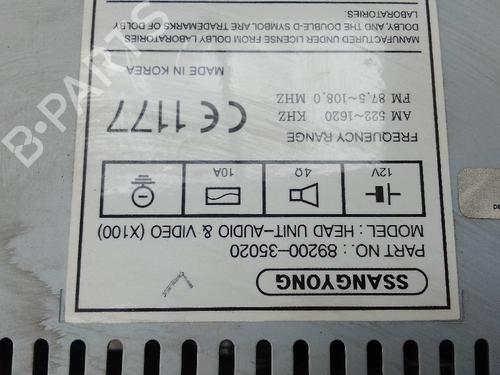 SSANGYONG
PART NO. : 89200-35020
MODEL : HEAD UNIT-AUDIO & VIDEO (X100)
12V 4Ω 10A
FREQUENCY RANGE
AM 522~1620 KHZ
FM 87.5~108.0 MHZ
CE 1177
MADE IN KOREA
MANUFACTURED UNDER LICENSE FROM DOLBY LABORATORIES
DOLBY AND THE DOUBLE-D SYMBOL ARE TRADEMARKS OF DOLBY
LABORATORIES.
B-PARTS